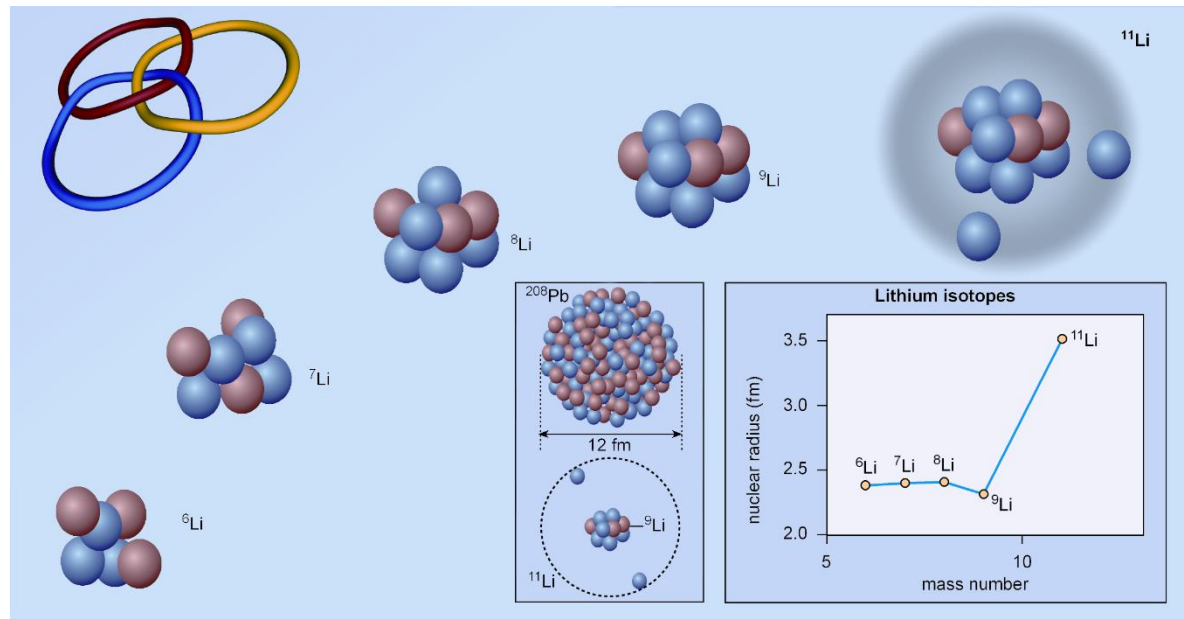 ¹¹Li
⁹Li
⁸Li
⁷Li
⁶Li
²⁰⁸Pb
12 fm
⁹Li
¹¹Li
Lithium isotopes
nuclear radius (fm)
3.5
3.0
2.5
2.0
¹¹Li
⁶Li
⁷Li
⁸Li
⁹Li
5
10
mass number